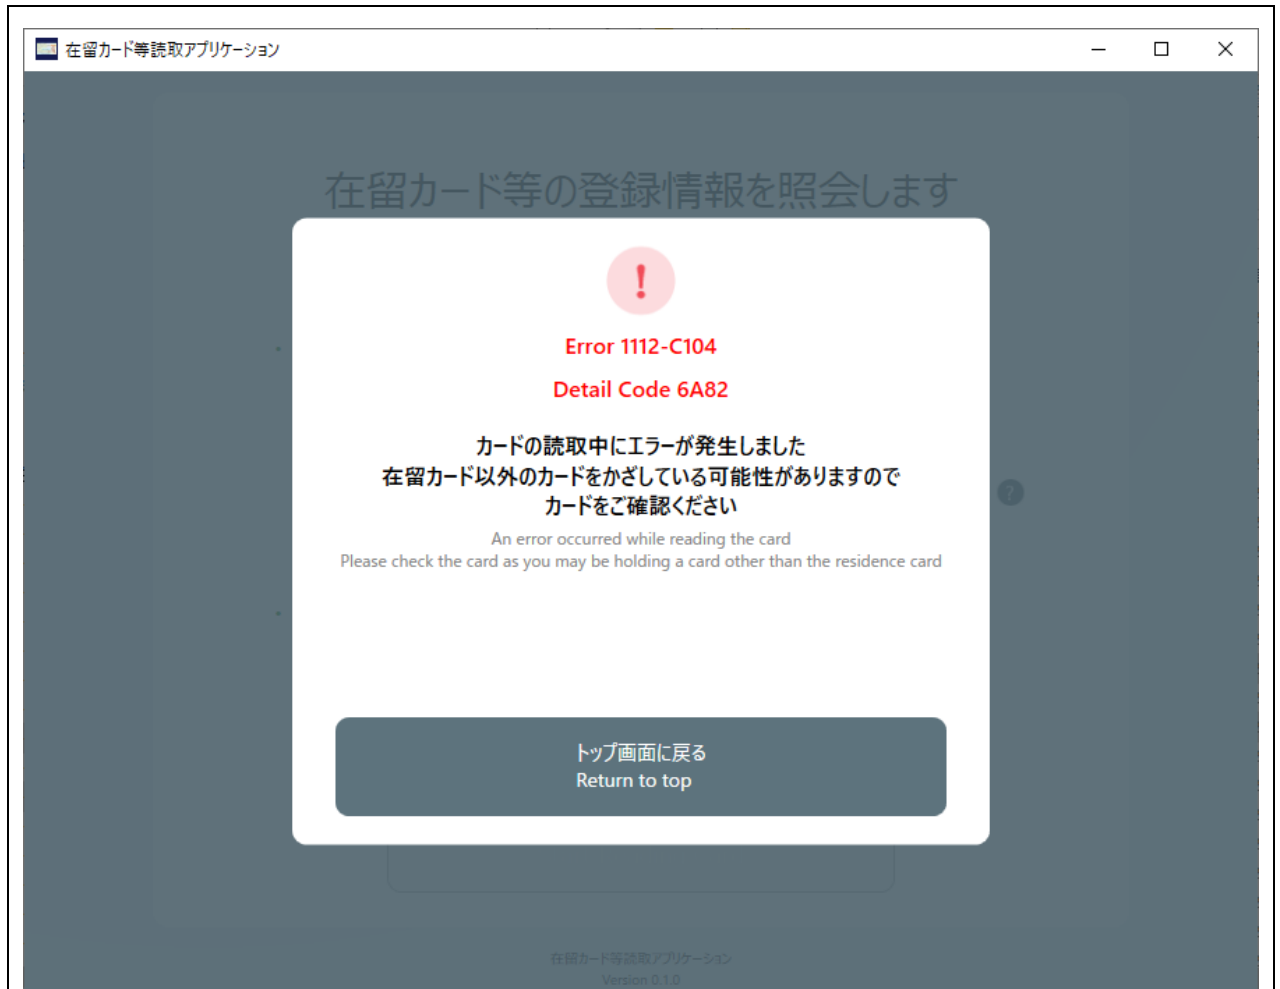 在留カード等読取アプリケーション
在留カード等の登録情報を照会します
!
Error 1112-C104
Detail Code 6A82
カードの読取中にエラーが発生しました
在留カード以外のカードをかざしている可能性がありますので
カードをご確認ください
?
An error occurred while reading the card
Please check the card as you may be holding a card other than the residence card
トップ画面に戻る
Return to top
在留カード等読取アプリケーション
Version 0.1.0